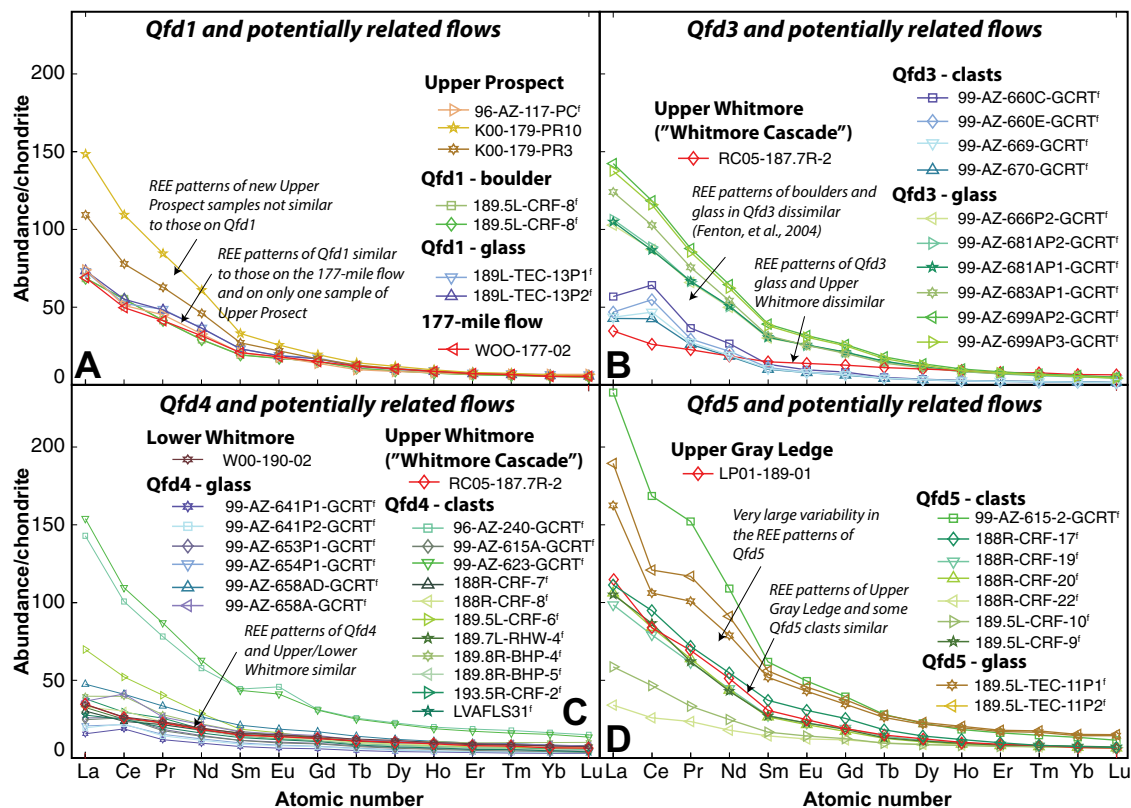 Qfd1 and potentially related flows
A
200
150
100
50
0
Abundance/chondrite
Upper Prospect
96-AZ-117-PCᶠ
K00-179-PR10
K00-179-PR3
Qfd1 - boulder
189.5L-CRF-8ᶠ
189.5L-CRF-8ᶠ
Qfd1 - glass
189L-TEC-13P1ᶠ
189L-TEC-13P2ᶠ
177-mile flow
WOO-177-02
REE patterns of new Upper
Prospect samples not similar
to those on Qfd1
REE patterns of Qfd1 similar
to those on the 177-mile flow
and on only one sample of
Upper Prosect
Qfd3 and potentially related flows
B
Upper Whitmore
("Whitmore Cascade")
RC05-187.7R-2
Qfd3 - clasts
99-AZ-660C-GCRTᶠ
99-AZ-660E-GCRTᶠ
99-AZ-669-GCRTᶠ
99-AZ-670-GCRTᶠ
Qfd3 - glass
99-AZ-666P2-GCRTᶠ
99-AZ-681AP2-GCRTᶠ
99-AZ-681AP1-GCRTᶠ
99-AZ-683AP1-GCRTᶠ
99-AZ-699AP2-GCRTᶠ
99-AZ-699AP3-GCRTᶠ
REE patterns of boulders and
glass in Qfd3 dissimilar
(Fenton, et al., 2004)
REE patterns of Qfd3
glass and Upper
Whitmore dissimilar
Qfd4 and potentially related flows
C
200
150
100
50
0
Abundance/chondrite
Lower Whitmore
W00-190-02
Qfd4 - glass
99-AZ-641P1-GCRTᶠ
99-AZ-641P2-GCRTᶠ
99-AZ-653P1-GCRTᶠ
99-AZ-654P1-GCRTᶠ
99-AZ-658AD-GCRTᶠ
99-AZ-658A-GCRTᶠ
Upper Whitmore
("Whitmore Cascade")
RC05-187.7R-2
Qfd4 - clasts
96-AZ-240-GCRTᶠ
99-AZ-615A-GCRTᶠ
99-AZ-623-GCRTᶠ
188R-CRF-7ᶠ
188R-CRF-8ᶠ
189.5L-CRF-6ᶠ
189.7L-RHW-4ᶠ
189.8R-BHP-4ᶠ
189.8R-BHP-5ᶠ
193.5R-CRF-2ᶠ
LVAFLS31ᶠ
REE patterns of Qfd4
and Upper/Lower
Whitmore similar
La Ce Pr Nd Sm Eu Gd Tb Dy Ho Er Tm Yb Lu
Atomic number
Qfd5 and potentially related flows
D
Upper Gray Ledge
LP01-189-01
Qfd5 - clasts
99-AZ-615-2-GCRTᶠ
188R-CRF-17ᶠ
188R-CRF-19ᶠ
188R-CRF-20ᶠ
188R-CRF-22ᶠ
189.5L-CRF-10ᶠ
189.5L-CRF-9ᶠ
Qfd5 - glass
189.5L-TEC-11P1ᶠ
189.5L-TEC-11P2ᶠ
Very large variability in
the REE patterns of
Qfd5
REE patterns of Upper
Gray Ledge and some
Qfd5 clasts similar
La Ce Pr Nd Sm Eu Gd Tb Dy Ho Er Tm Yb Lu
Atomic number